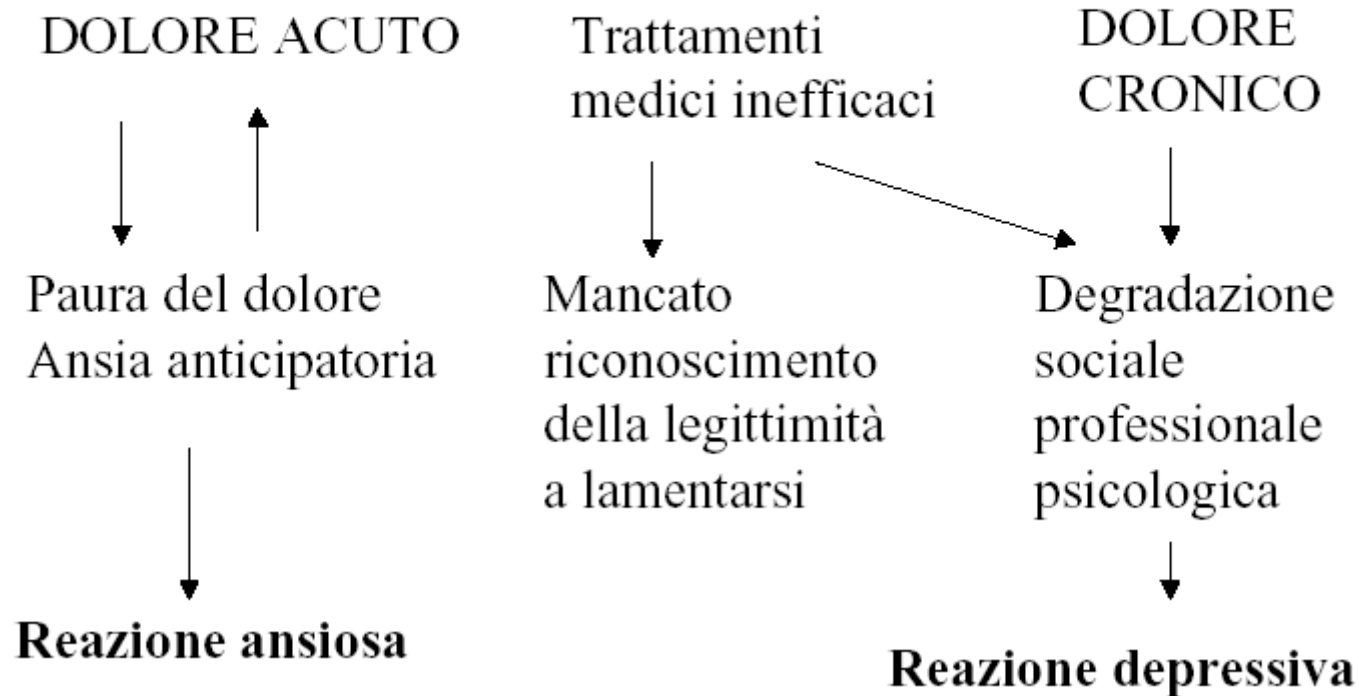 DOLORE ACUTO
Trattamenti
medici inefficaci
DOLORE
CRONICO
Paura del dolore
Ansia anticipatoria
Mancato
riconoscimento
della legittimità
a lamentarsi
Degradazione
sociale
professionale
psicologica
Reazione ansiosa
Reazione depressiva